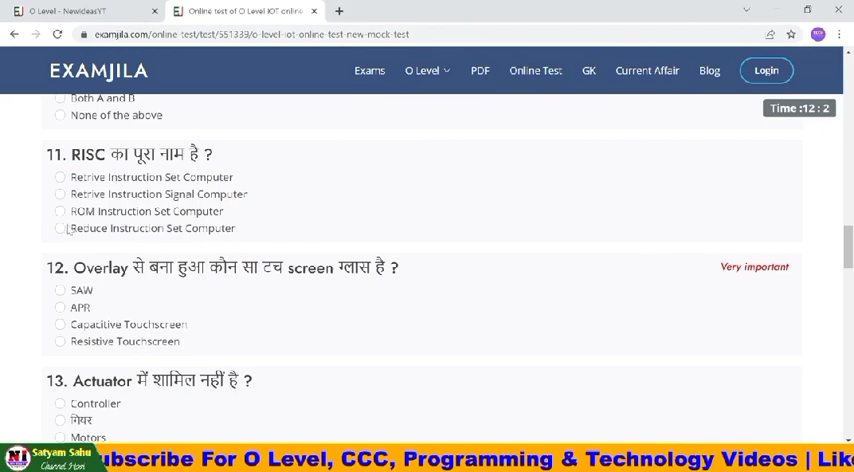 O Level - NewideasYT
Online test of O Level IOT online
examjila.com/online-test/test/551339/o-level-iot-online-test-new-mock-test
EXAMJILA
Exams
O Level
PDF
Online Test
GK
Current Affair
Blog
Login
Time :12 : 2
Both A and B
None of the above
11. RISC का पूरा नाम है ?
Retrive Instruction Set Computer
Retrive Instruction Signal Computer
ROM Instruction Set Computer
Reduce Instruction Set Computer
12. Overlay से बना हुआ कौन सा टच screen ग्लास है ?
Very important
SAW
APR
Capacitive Touchscreen
Resistive Touchscreen
13. Actuator में शामिल नहीं है ?
Controller
गियर
Motors
Satyam Sahu
Channel Host
ubscribe For O Level, CCC, Programming & Technology Videos | Like